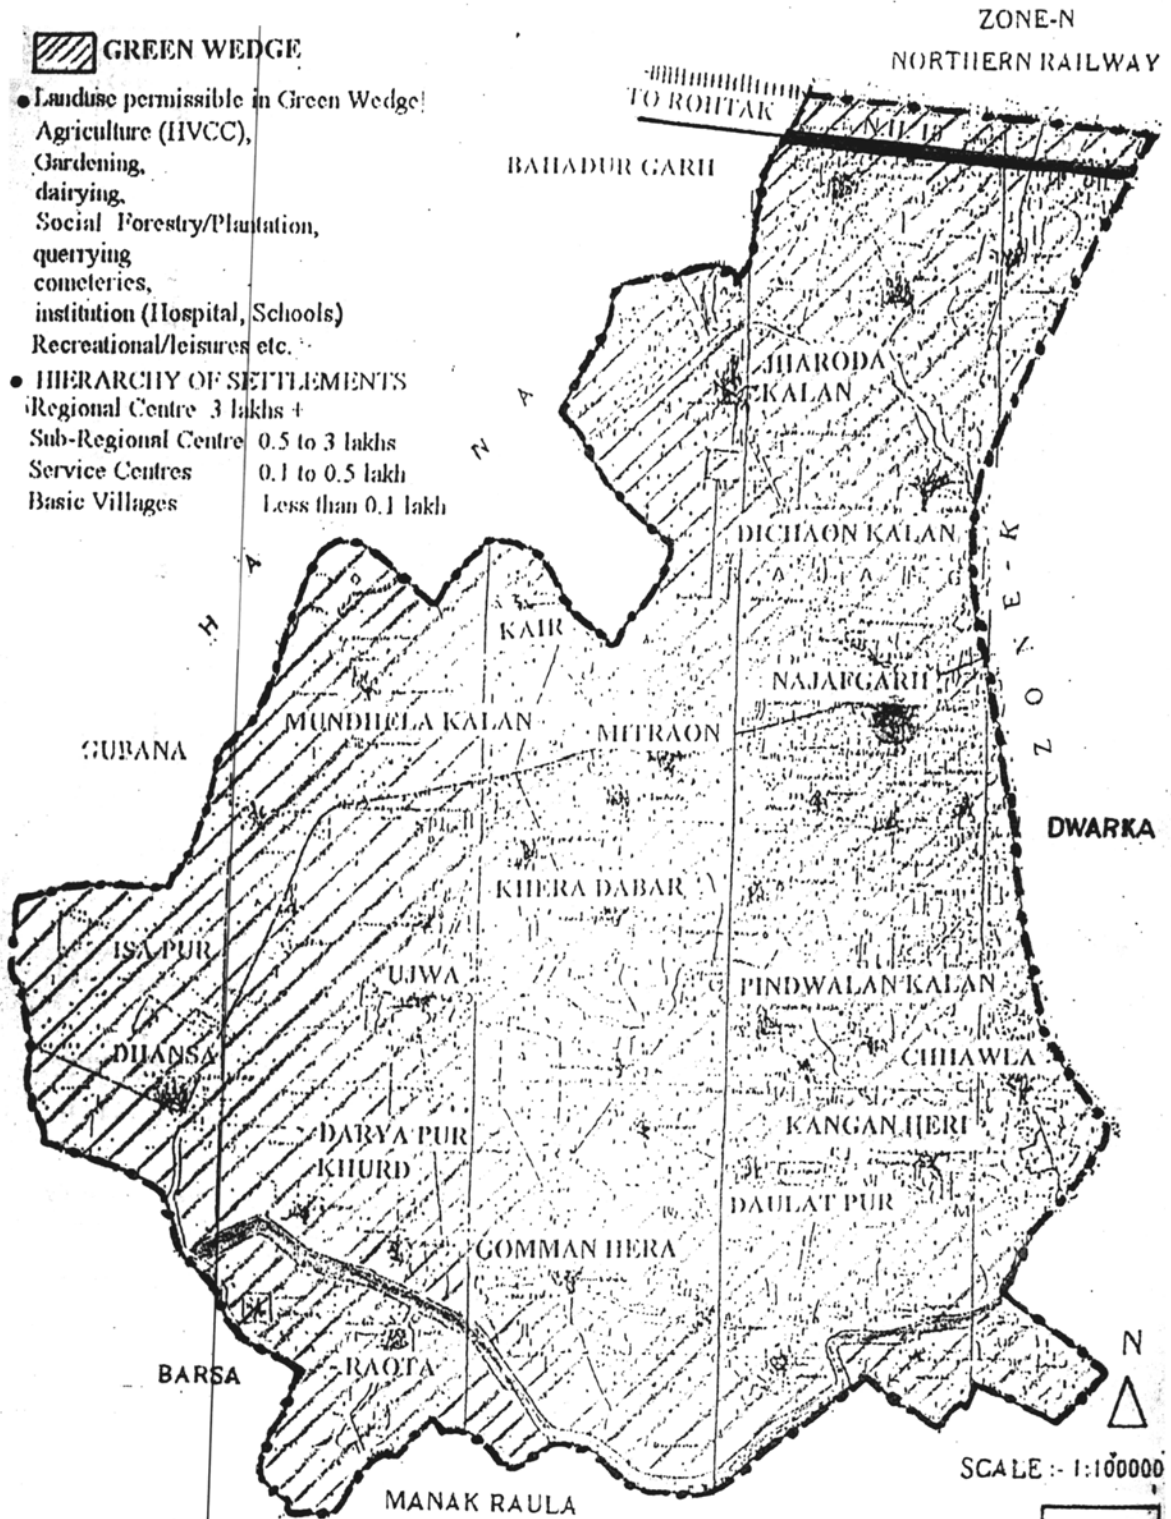 ZONE-N
NORTHERN RAILWAY
GREEN WEDGE
• Landuse permissible in Green Wedge!
Agriculture (HVCC),
Gardening,
dairying,
Social Forestry/Plantation,
querrying
cometeries,
institution (Hospital, Schools)
Recreational/leisures etc.
• HIERARCHY OF SETTLEMENTS
Regional Centre 3 lakhs +
Sub-Regional Centre 0.5 to 3 lakhs
Service Centres 0.1 to 0.5 lakh
Basic Villages Less than 0.1 lakh
TO ROHTAK
N.H. 10
BAHADUR GARH
JHARODA
KALAN
H A
N A
DICHAON KALAN
ZONE-K
KAIR
NAJAFGARH
MUNDHELA KALAN
MITRAON
GUBANA
DWARKA
KHERA DABAR
ISAPUR
UJWA
PINDWALAN KALAN
DHANSA
CHHAWLA
DARYA PUR
KHURD
KANGAN HERI
DAULAT PUR
GOMMAN HERA
RAOTA
BARSA
N
SCALE :- 1:100000
MANAK RAULA